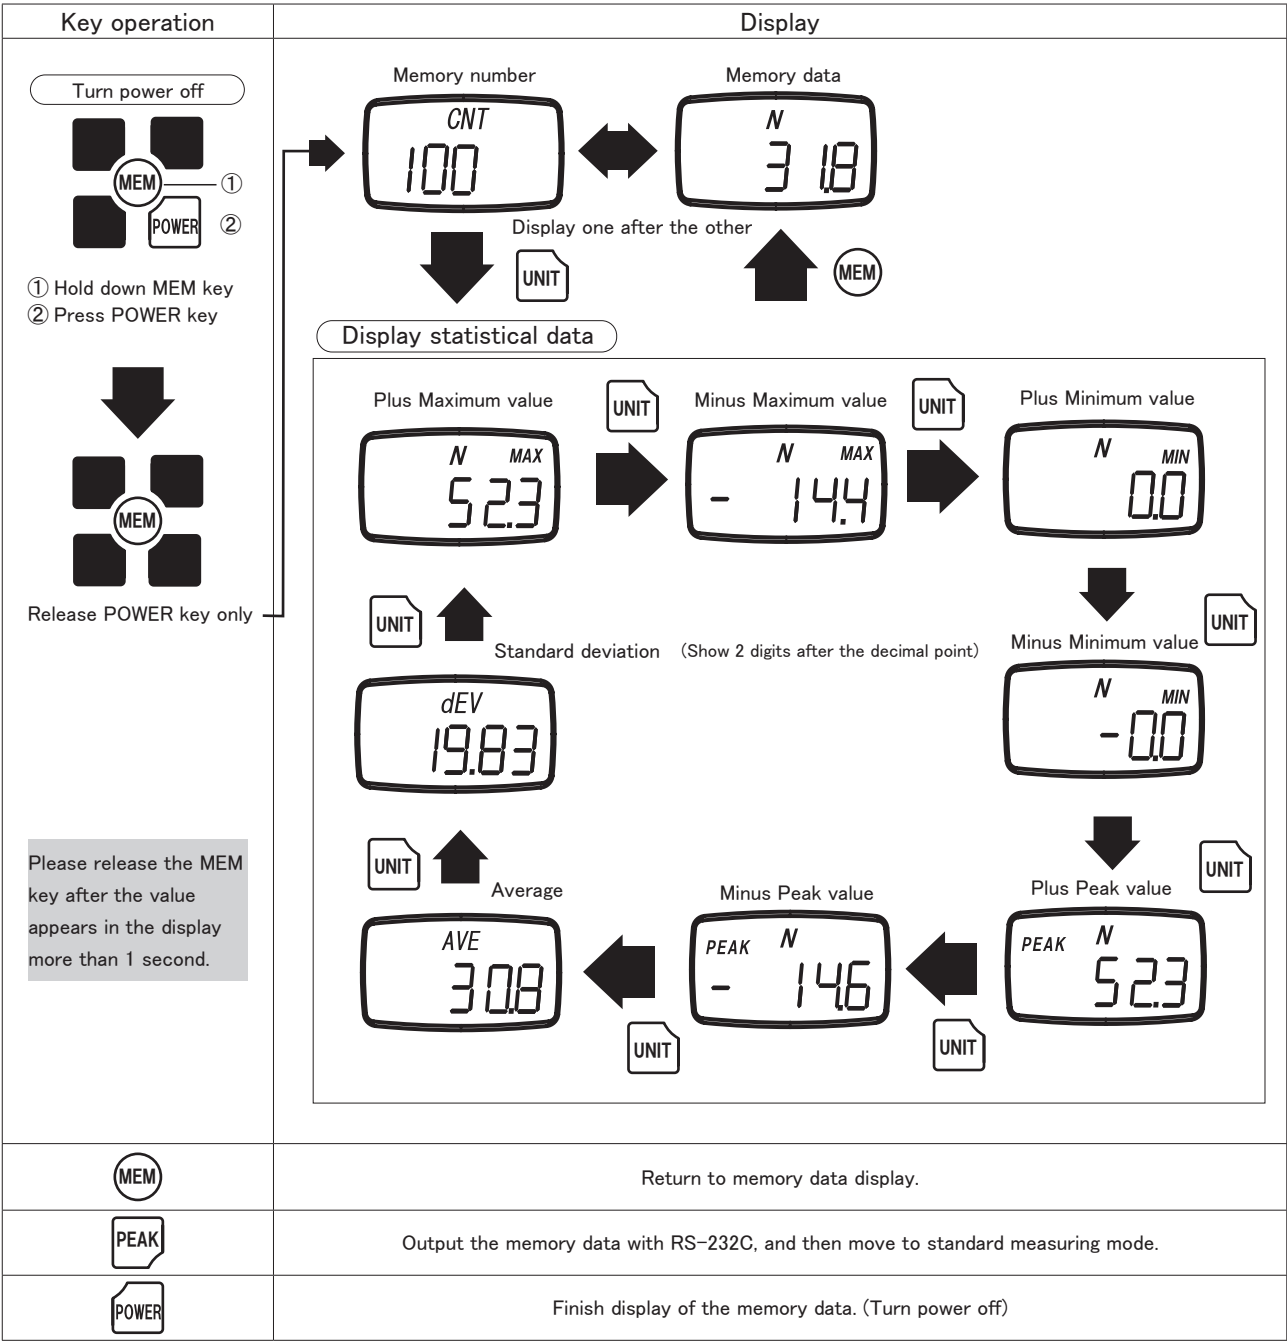 Key operation
Display
Turn power off
MEM
①
POWER
②
① Hold down MEM key
② Press POWER key
MEM
Release POWER key only
Please release the MEM
key after the value
appears in the display
more than 1 second.
Memory number
CNT
100
Memory data
N
31.8
Display one after the other
UNIT
MEM
Display statistical data
Plus Maximum value
N MAX
52.3
UNIT
Minus Maximum value
N MAX
- 14.4
UNIT
Plus Minimum value
N MIN
0.0
UNIT
Minus Minimum value
N MIN
-0.0
UNIT
Plus Peak value
PEAK N
52.3
UNIT
Minus Peak value
PEAK N
- 14.6
UNIT
Average
AVE
30.8
UNIT
Standard deviation (Show 2 digits after the decimal point)
dEV
19.83
UNIT
MEM
Return to memory data display.
PEAK
Output the memory data with RS-232C, and then move to standard measuring mode.
POWER
Finish display of the memory data. (Turn power off)